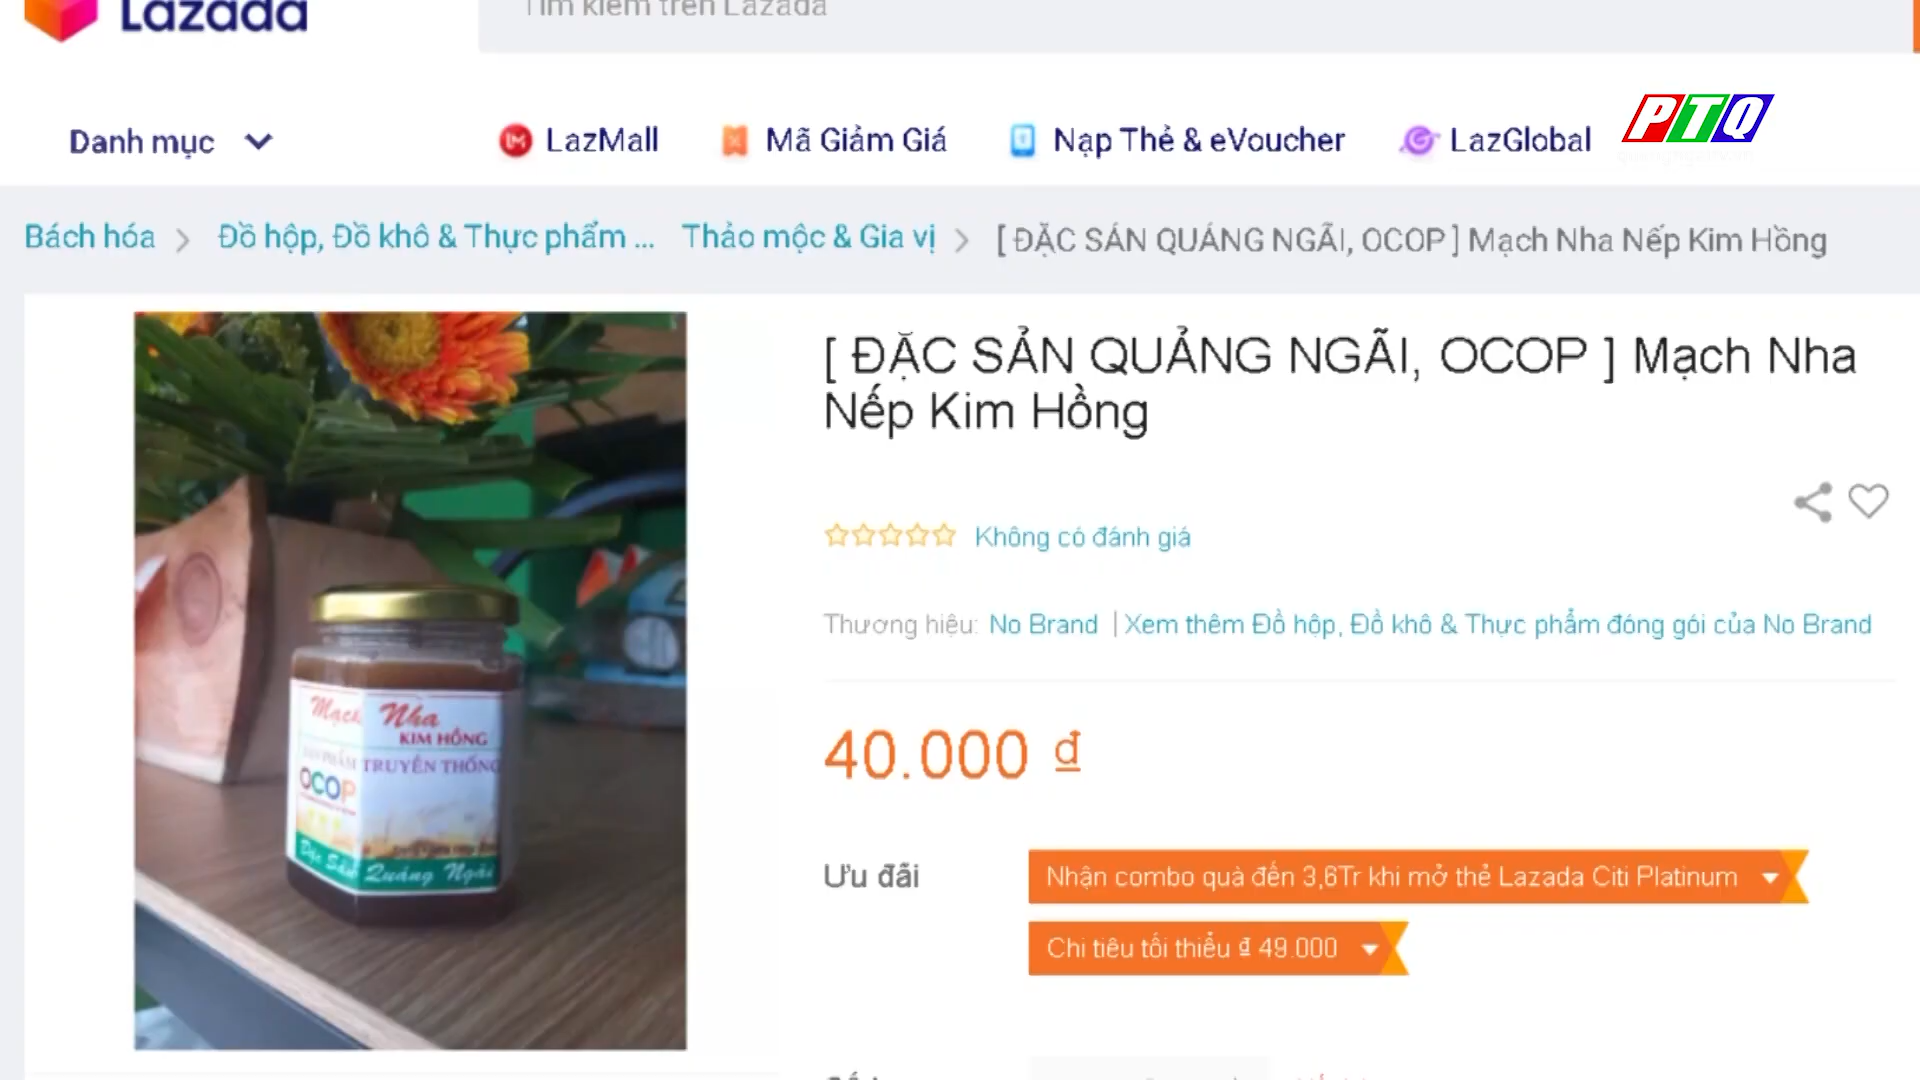 Lazada
Tìm kiếm trên Lazada
PTQ
Danh mục
LazMall
Mã Giảm Giá
Nạp Thẻ & eVoucher
LazGlobal
Bách hóa
Đồ hộp, Đồ khô & Thực phẩm ...
Thảo mộc & Gia vị
[ ĐẶC SẢN QUẢNG NGÃI, OCOP ] Mạch Nha Nếp Kim Hồng
[ ĐẶC SẢN QUẢNG NGÃI, OCOP ] Mạch Nha
Nếp Kim Hồng
Không có đánh giá
Thương hiệu: No Brand | Xem thêm Đồ hộp, Đồ khô & Thực phẩm đóng gói của No Brand
40.000 ₫
Ưu đãi
Nhận combo quà đến 3,6Tr khi mở thẻ Lazada Citi Platinum
Chi tiêu tối thiểu ₫ 49.000
Mạch Nha
KIM HỒNG
SẢN PHẨM TRUYỀN THỐNG
OCOP
Đặc Sản Quảng Ngãi